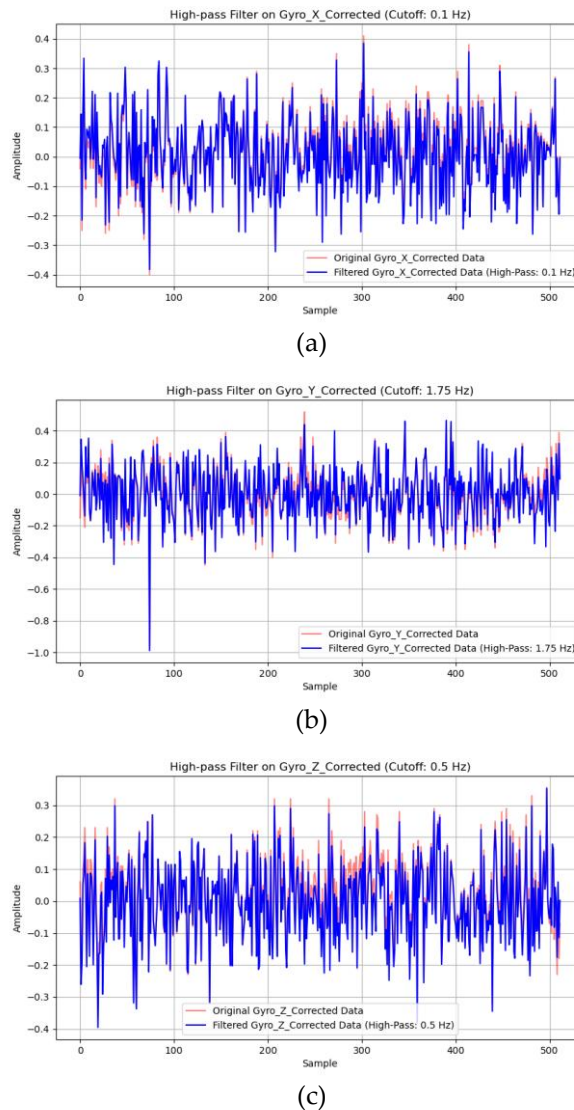 High-pass Filter on Gyro_X_Corrected (Cutoff: 0.1 Hz)
0.4
0.3
0.2
0.1
0.0
−0.1
−0.2
−0.3
−0.4
Amplitude
Original Gyro_X_Corrected Data
Filtered Gyro_X_Corrected Data (High-Pass: 0.1 Hz)
0 100 200 300 400 500
Sample
(a)
High-pass Filter on Gyro_Y_Corrected (Cutoff: 1.75 Hz)
0.4
0.2
0.0
−0.2
−0.4
−0.6
−0.8
−1.0
Amplitude
Original Gyro_Y_Corrected Data
Filtered Gyro_Y_Corrected Data (High-Pass: 1.75 Hz)
0 100 200 300 400 500
Sample
(b)
High-pass Filter on Gyro_Z_Corrected (Cutoff: 0.5 Hz)
0.3
0.2
0.1
0.0
−0.1
−0.2
−0.3
−0.4
Amplitude
Original Gyro_Z_Corrected Data
Filtered Gyro_Z_Corrected Data (High-Pass: 0.5 Hz)
0 100 200 300 400 500
Sample
(c)